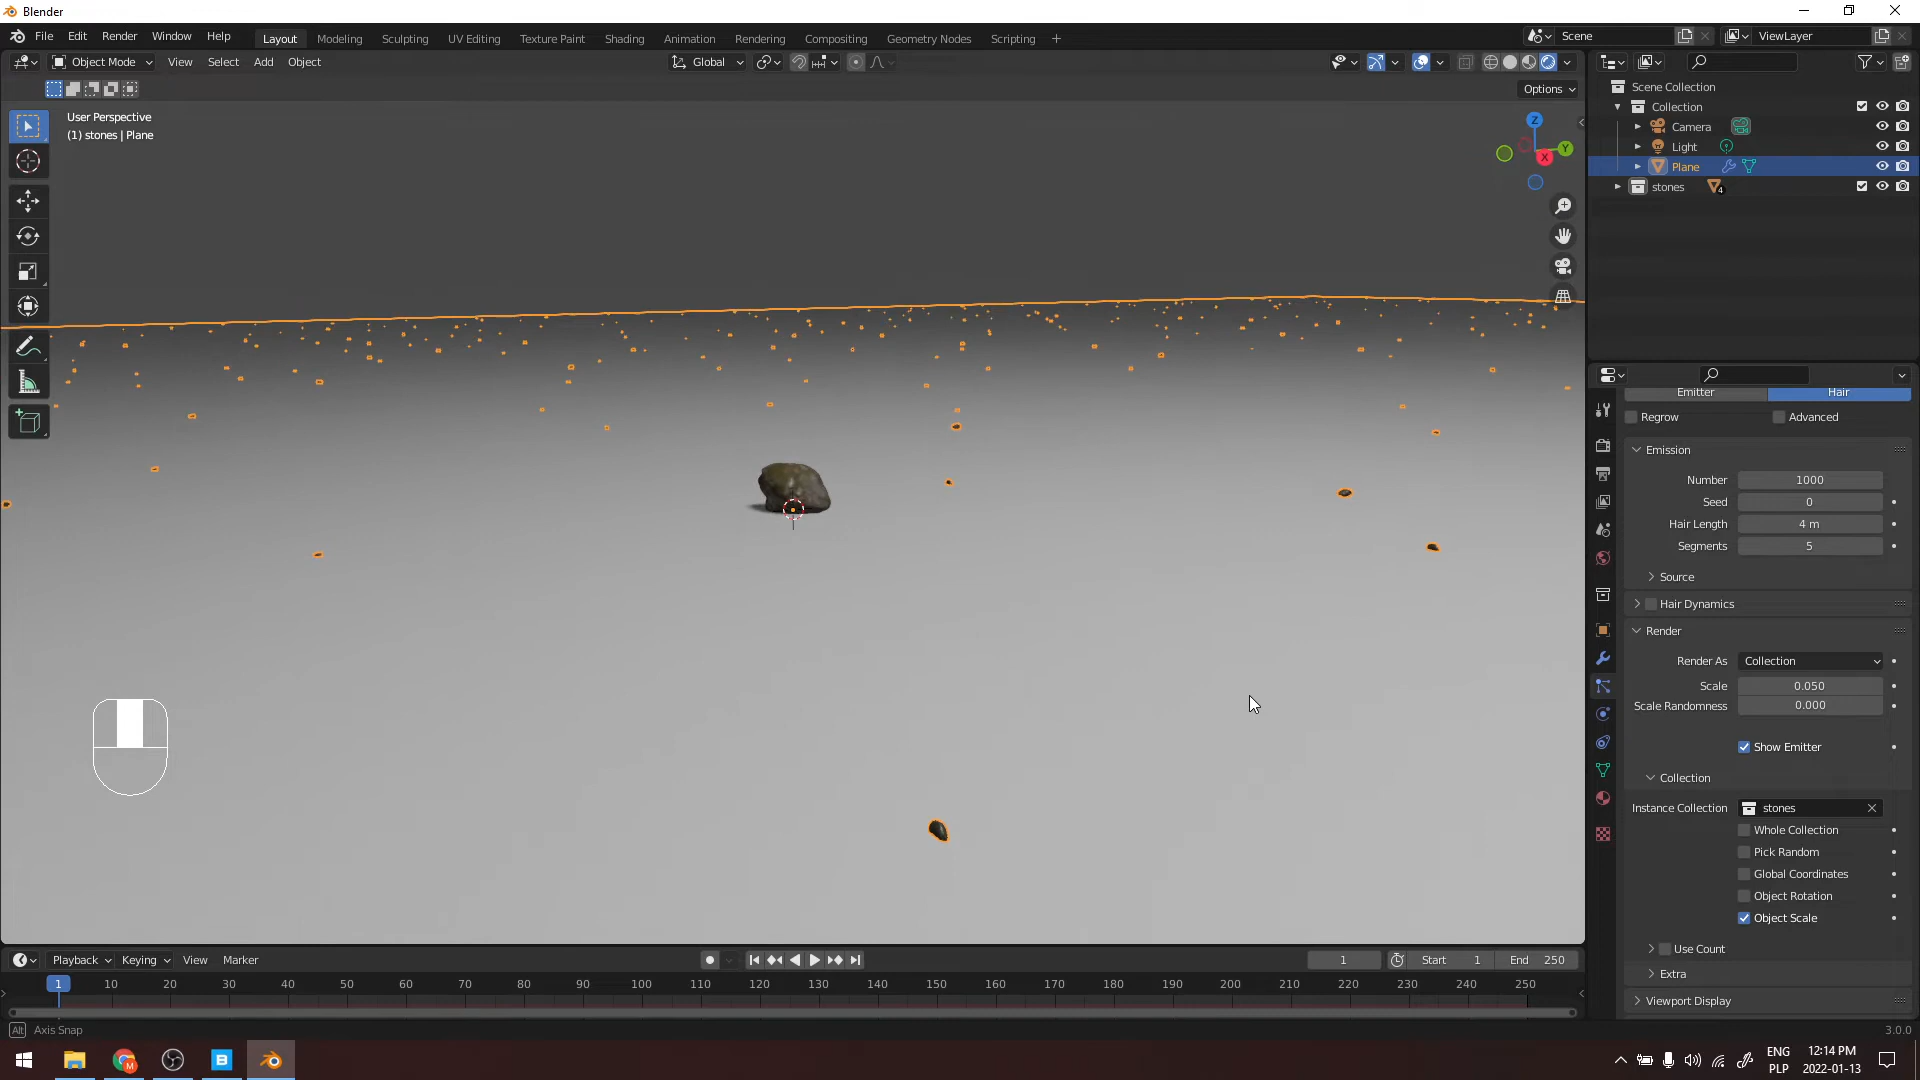 Blender
File Edit Render Window Help
Layout Modeling Sculpting UV Editing Texture Paint Shading Animation Rendering Compositing Geometry Nodes Scripting +
Scene
ViewLayer
Object Mode View Select Add Object
Global
Options
User Perspective
(1) stones | Plane
Z
Y
X
Scene Collection
Collection
Camera
Light
Plane
stones 4
Emitter Hair
Regrow Advanced
Emission
Number 1000
Seed 0
Hair Length 4 m
Segments 5
Source
Hair Dynamics
Render
Render As Collection
Scale 0.050
Scale Randomness 0.000
Show Emitter
Collection
Instance Collection stones
Whole Collection
Pick Random
Global Coordinates
Object Rotation
Object Scale
Use Count
Extra
Viewport Display
Playback Keying View Marker
1 Start 1 End 250
1 10 20 30 40 50 60 70 80 90 100 110 120 130 140 150 160 170 180 190 200 210 220 230 240 250
Alt Axis Snap
3.0.0
ENG
PLP
12:14 PM
2022-01-13